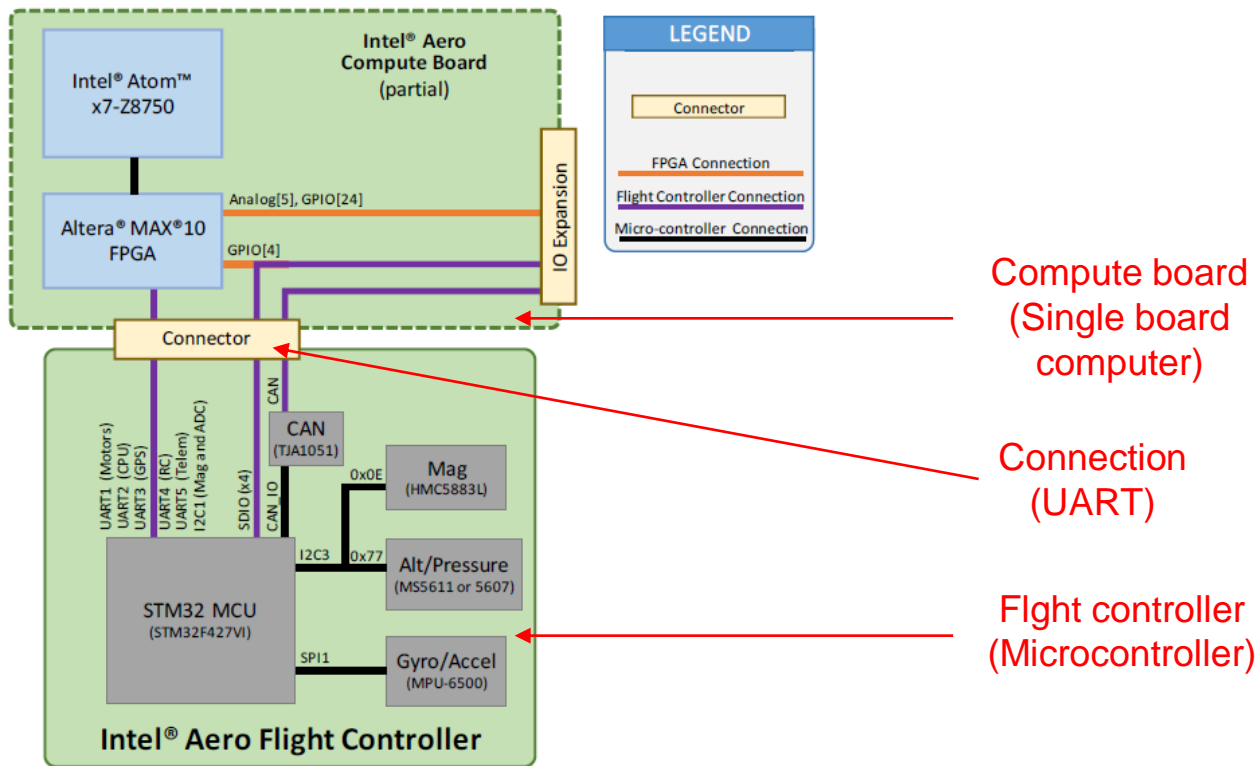 Intel® Aero
Compute Board
(partial)
Intel® Atom™
x7-Z8750
Altera® MAX®10
FPGA
Analog[5], GPIO[24]
GPIO[4]
IO Expansion
LEGEND
Connector
FPGA Connection
Flight Controller Connection
Micro-controller Connection
Connector
UART1 (Motors)
UART2 (CPU)
UART3 (GPS)
UART4 (RC)
UART5 (Telem)
I2C1 (Mag and ADC)
SDIO (x4)
CAN_IO
CAN
CAN
(TJA1051)
0x0E
Mag
(HMC5883L)
I2C3
0x77
Alt/Pressure
(MS5611 or 5607)
STM32 MCU
(STM32F427VI)
SPI1
Gyro/Accel
(MPU-6500)
Intel® Aero Flight Controller
Compute board
(Single board
computer)
Connection
(UART)
FIght controller
(Microcontroller)